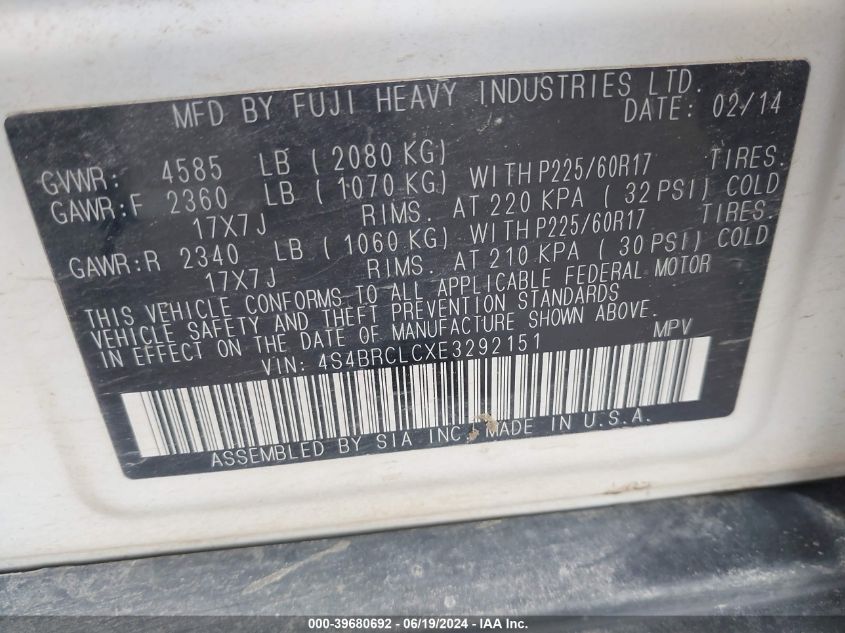 MFD BY FUJI HEAVY INDUSTRIES LTD.
DATE: 02/14
GVWR: 4585 LB ( 2080 KG)
GAWR:F 2360 LB ( 1070 KG) WITH P225/60R17 TIRES.
17X7J RIMS. AT 220 KPA ( 32 PSI) COLD
GAWR:R 2340 LB ( 1060 KG) WITH P225/60R17 TIRES.
17X7J RIMS. AT 210 KPA ( 30 PSI) COLD
THIS VEHICLE CONFORMS TO ALL APPLICABLE FEDERAL MOTOR
VEHICLE SAFETY AND THEFT PREVENTION STANDARDS
IN EFFECT ON THE DATE OF MANUFACTURE SHOWN ABOVE.
VIN: 4S4BRCLCXE3292151 MPV
ASSEMBLED BY SIA INC. MADE IN U.S.A.
000-39680692 - 06/19/2024 - IAA Inc.